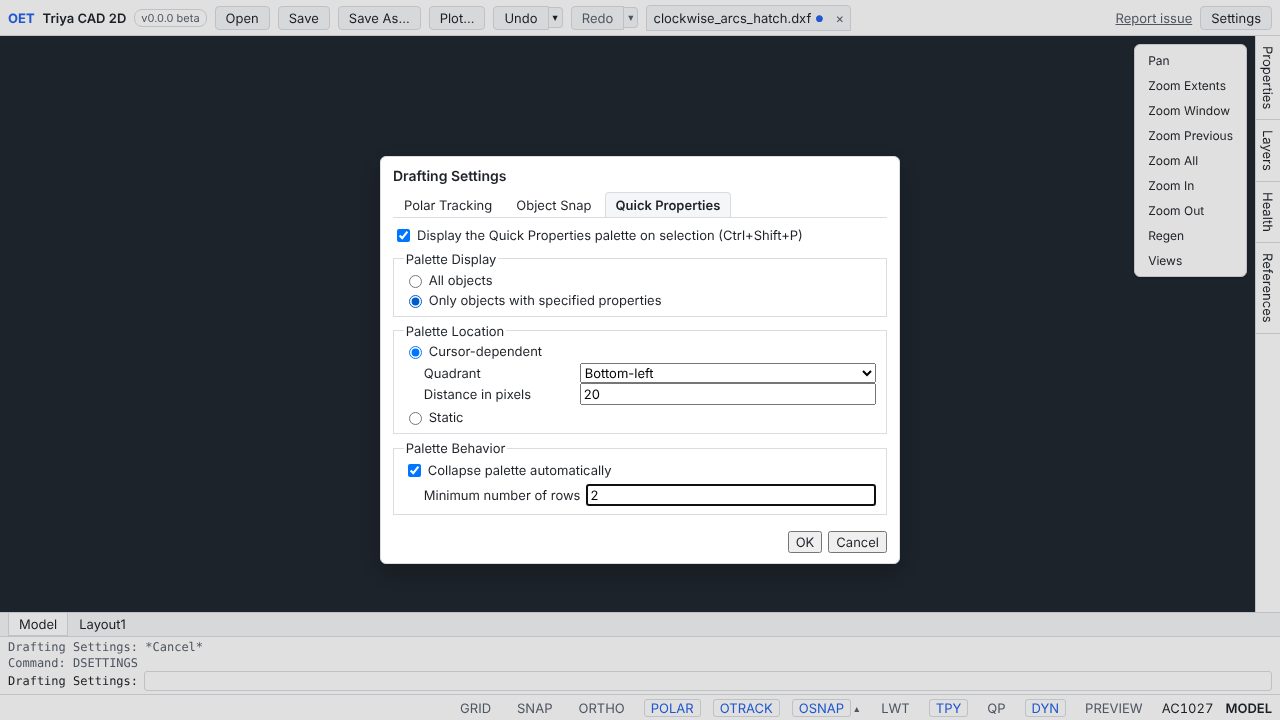 OET Triya CAD 2D v0.0.0 beta Open Save Save As... Plot... Undo ▾ Redo ▾ clockwise_arcs_hatch.dxf ● × Report issue Settings
Pan
Zoom Extents
Zoom Window
Zoom Previous
Zoom All
Zoom In
Zoom Out
Regen
Views
Properties
Layers
Health
References
Drafting Settings
Polar Tracking Object Snap Quick Properties
Display the Quick Properties palette on selection (Ctrl+Shift+P)
Palette Display
All objects
Only objects with specified properties
Palette Location
Cursor-dependent
Quadrant Bottom-left
Distance in pixels 20
Static
Palette Behavior
Collapse palette automatically
Minimum number of rows 2
OK Cancel
Model Layout1
Drafting Settings: *Cancel*
Command: DSETTINGS
Drafting Settings:
GRID SNAP ORTHO POLAR OTRACK OSNAP ▴ LWT TPY QP DYN PREVIEW AC1027 MODEL